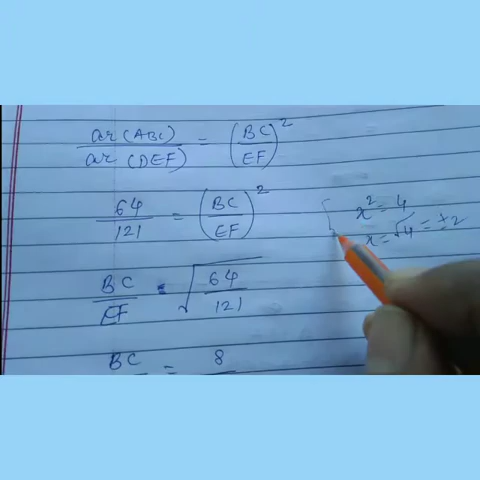 ar (ABC) / ar (DEF) = (BC / EF)²
64 / 121 = (BC / EF)²
x² = 4
x = √4 = ±2
BC / EF = √(64 / 121)
BC = 8